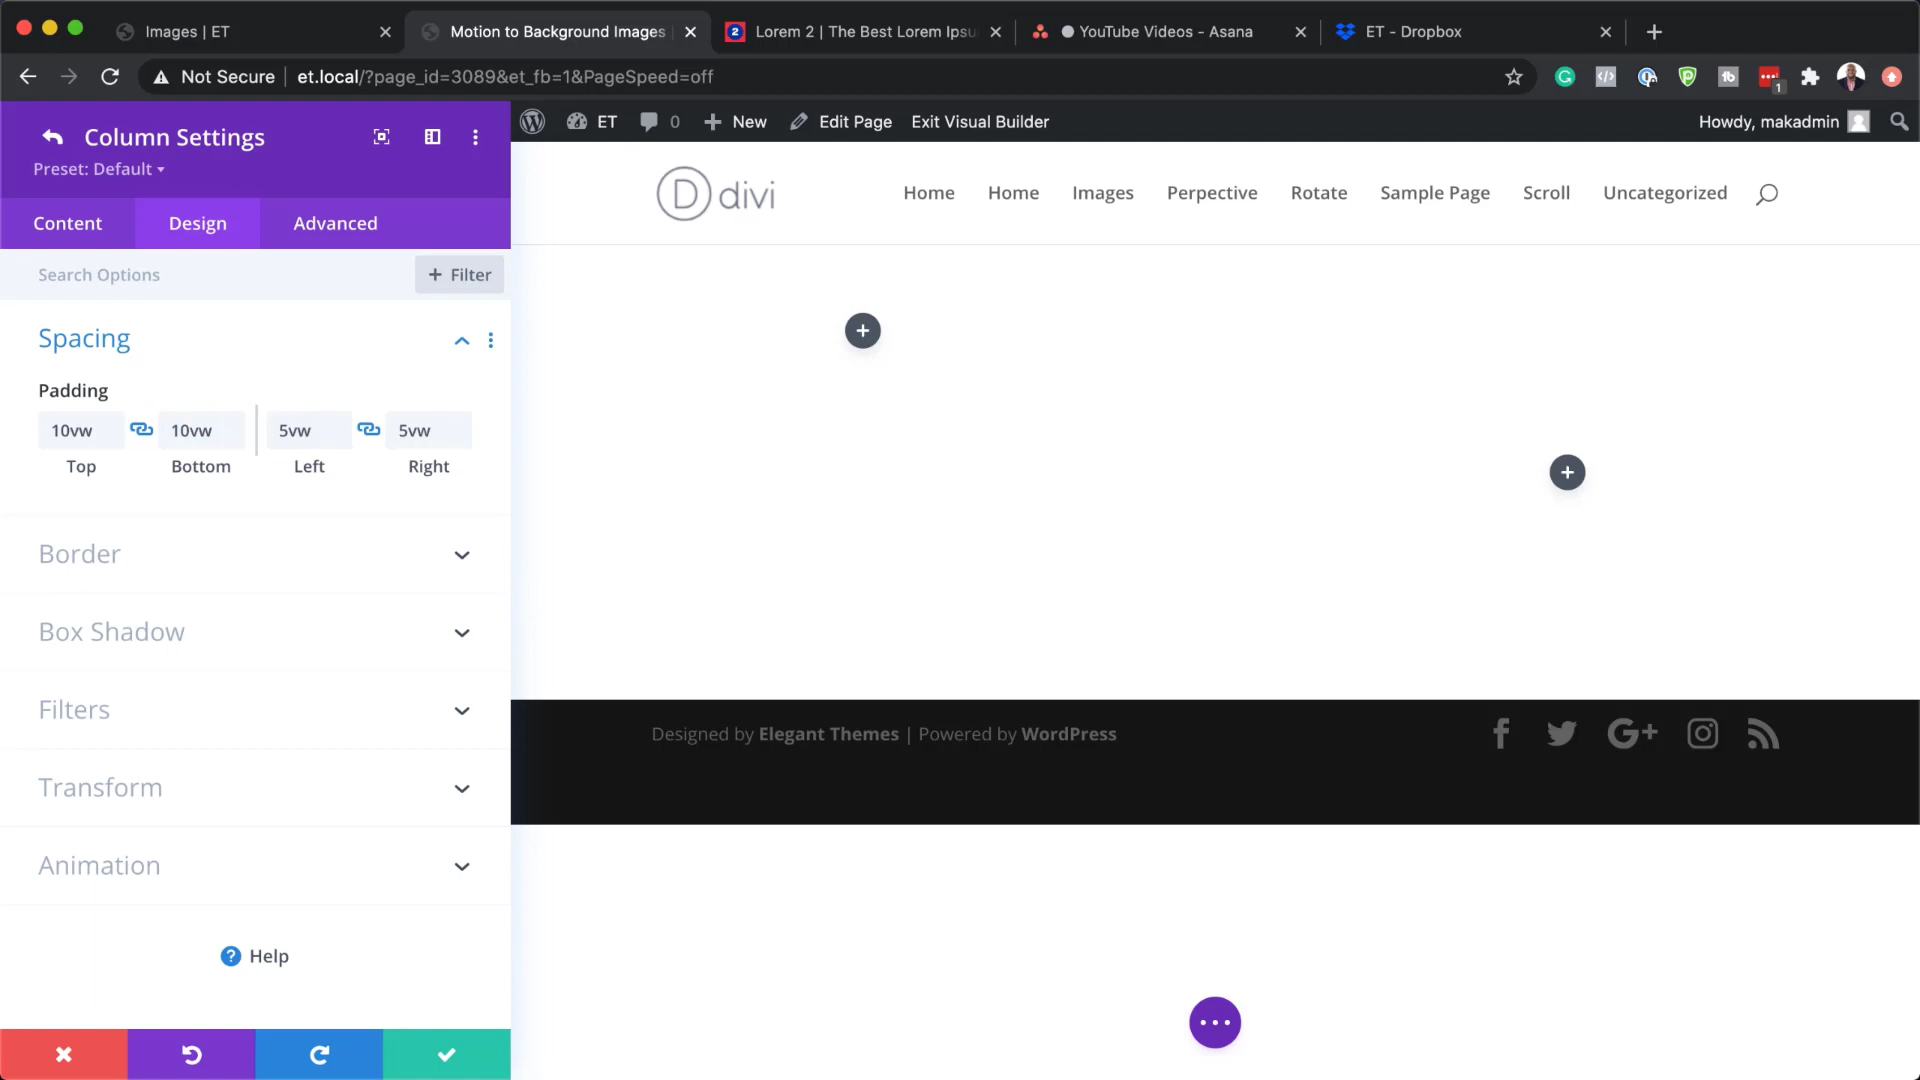 Images | ET
Motion to Background Images
Lorem 2 | The Best Lorem Ipsu
YouTube Videos - Asana
ET - Dropbox
Not Secure
et.local/?page_id=3089&et_fb=1&PageSpeed=off
1
Column Settings
Preset: Default
ET
0
New
Edit Page
Exit Visual Builder
Howdy, makadmin
Content
Design
Advanced
divi
Home
Home
Images
Perpective
Rotate
Sample Page
Scroll
Uncategorized
Search Options
+ Filter
Spacing
Padding
10vw
10vw
5vw
5vw
Top
Bottom
Left
Right
Border
Box Shadow
Filters
Transform
Animation
Designed by Elegant Themes | Powered by WordPress
? Help